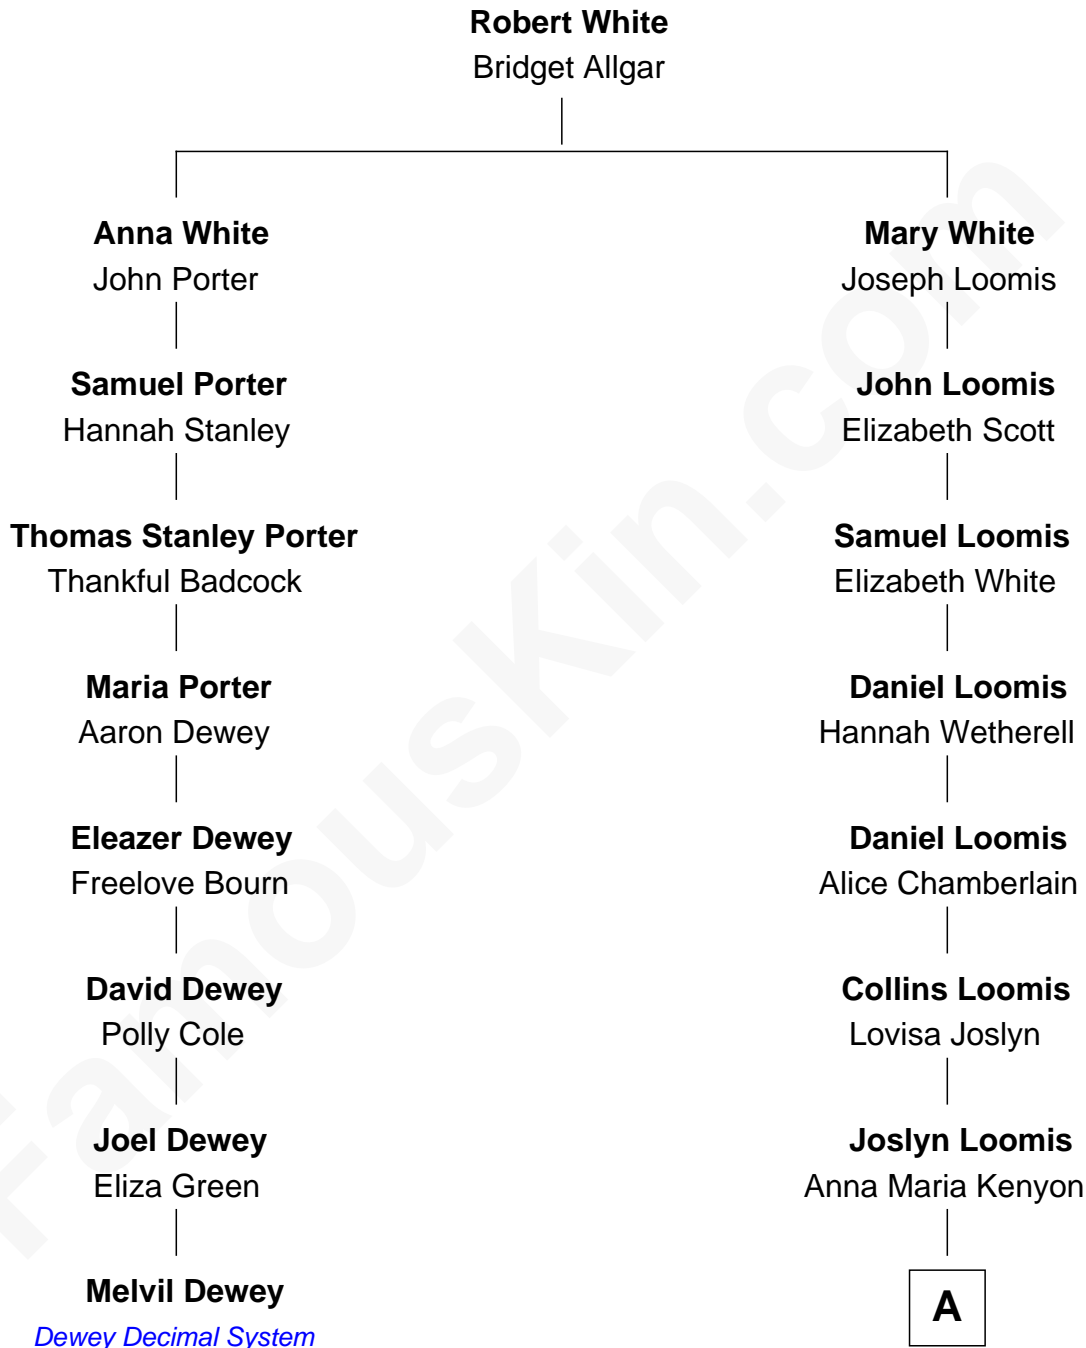 Robert White
Bridget Allgar
Anna White
John Porter
Mary White
Joseph Loomis
Samuel Porter
Hannah Stanley
John Loomis
Elizabeth Scott
Thomas Stanley Porter
Thankful Badcock
Samuel Loomis
Elizabeth White
Maria Porter
Aaron Dewey
Daniel Loomis
Hannah Wetherell
Eleazer Dewey
Freelove Bourn
Daniel Loomis
Alice Chamberlain
David Dewey
Polly Cole
Collins Loomis
Lovisa Joslyn
Joel Dewey
Eliza Green
Joslyn Loomis
Anna Maria Kenyon
Melvil Dewey
Dewey Decimal System
A
FamousKin.com